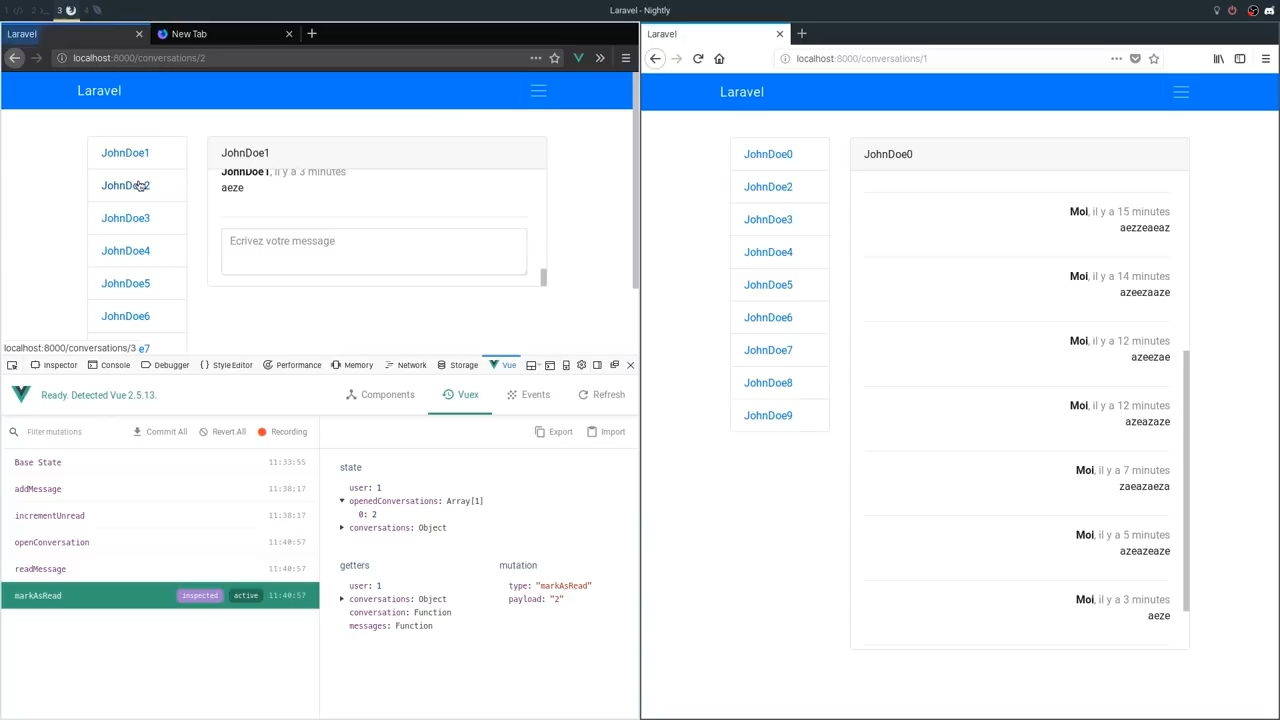 1 </> 2 >_ 3 4
Laravel - Nightly
Laravel
New Tab
localhost:8000/conversations/2
Laravel
JohnDoe1
JohnDoe2
JohnDoe3
JohnDoe4
JohnDoe5
JohnDoe6
e7
localhost:8000/conversations/3
JohnDoe1
JohnDoe1, il y a 3 minutes
aeze
Ecrivez votre message
Inspector
Console
Debugger
Style Editor
Performance
Memory
Network
Storage
Vue
Ready. Detected Vue 2.5.13.
Components
Vuex
Events
Refresh
Filter mutations
Commit All
Revert All
Recording
Export
Import
Base State 11:33:55
addMessage 11:38:17
incrementUnread 11:38:17
openConversation 11:40:57
readMessage 11:40:57
markAsRead inspected active 11:40:57
state
user: 1
openedConversations: Array[1]
0: 2
conversations: Object
getters
user: 1
conversations: Object
conversation: Function
messages: Function
mutation
type: "markAsRead"
payload: "2"
Laravel
localhost:8000/conversations/1
Laravel
JohnDoe0
JohnDoe2
JohnDoe3
JohnDoe4
JohnDoe5
JohnDoe6
JohnDoe7
JohnDoe8
JohnDoe9
JohnDoe0
Moi, il y a 15 minutes
aezzeaeaz
Moi, il y a 14 minutes
azeezaaze
Moi, il y a 12 minutes
azeezae
Moi, il y a 12 minutes
azeazaze
Moi, il y a 7 minutes
zaeazaeza
Moi, il y a 5 minutes
azeazeaze
Moi, il y a 3 minutes
aeze